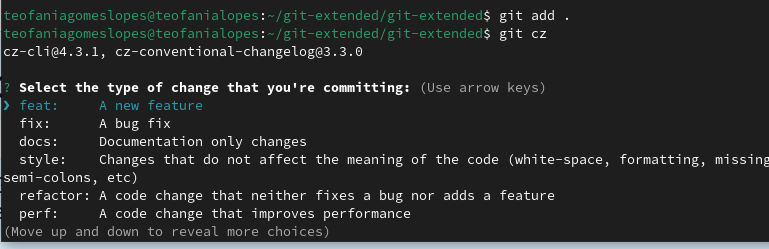 teofaniagomeslopes@teofanialopes:~/git-extended/git-extended$ git add .
teofaniagomeslopes@teofanialopes:~/git-extended/git-extended$ git cz
cz-cli@4.3.1, cz-conventional-changelog@3.3.0
? Select the type of change that you're committing: (Use arrow keys)
❯ feat:     A new feature
fix:      A bug fix
docs:     Documentation only changes
style:    Changes that do not affect the meaning of the code (white-space, formatting, missing
semi-colons, etc)
refactor: A code change that neither fixes a bug nor adds a feature
perf:     A code change that improves performance
(Move up and down to reveal more choices)